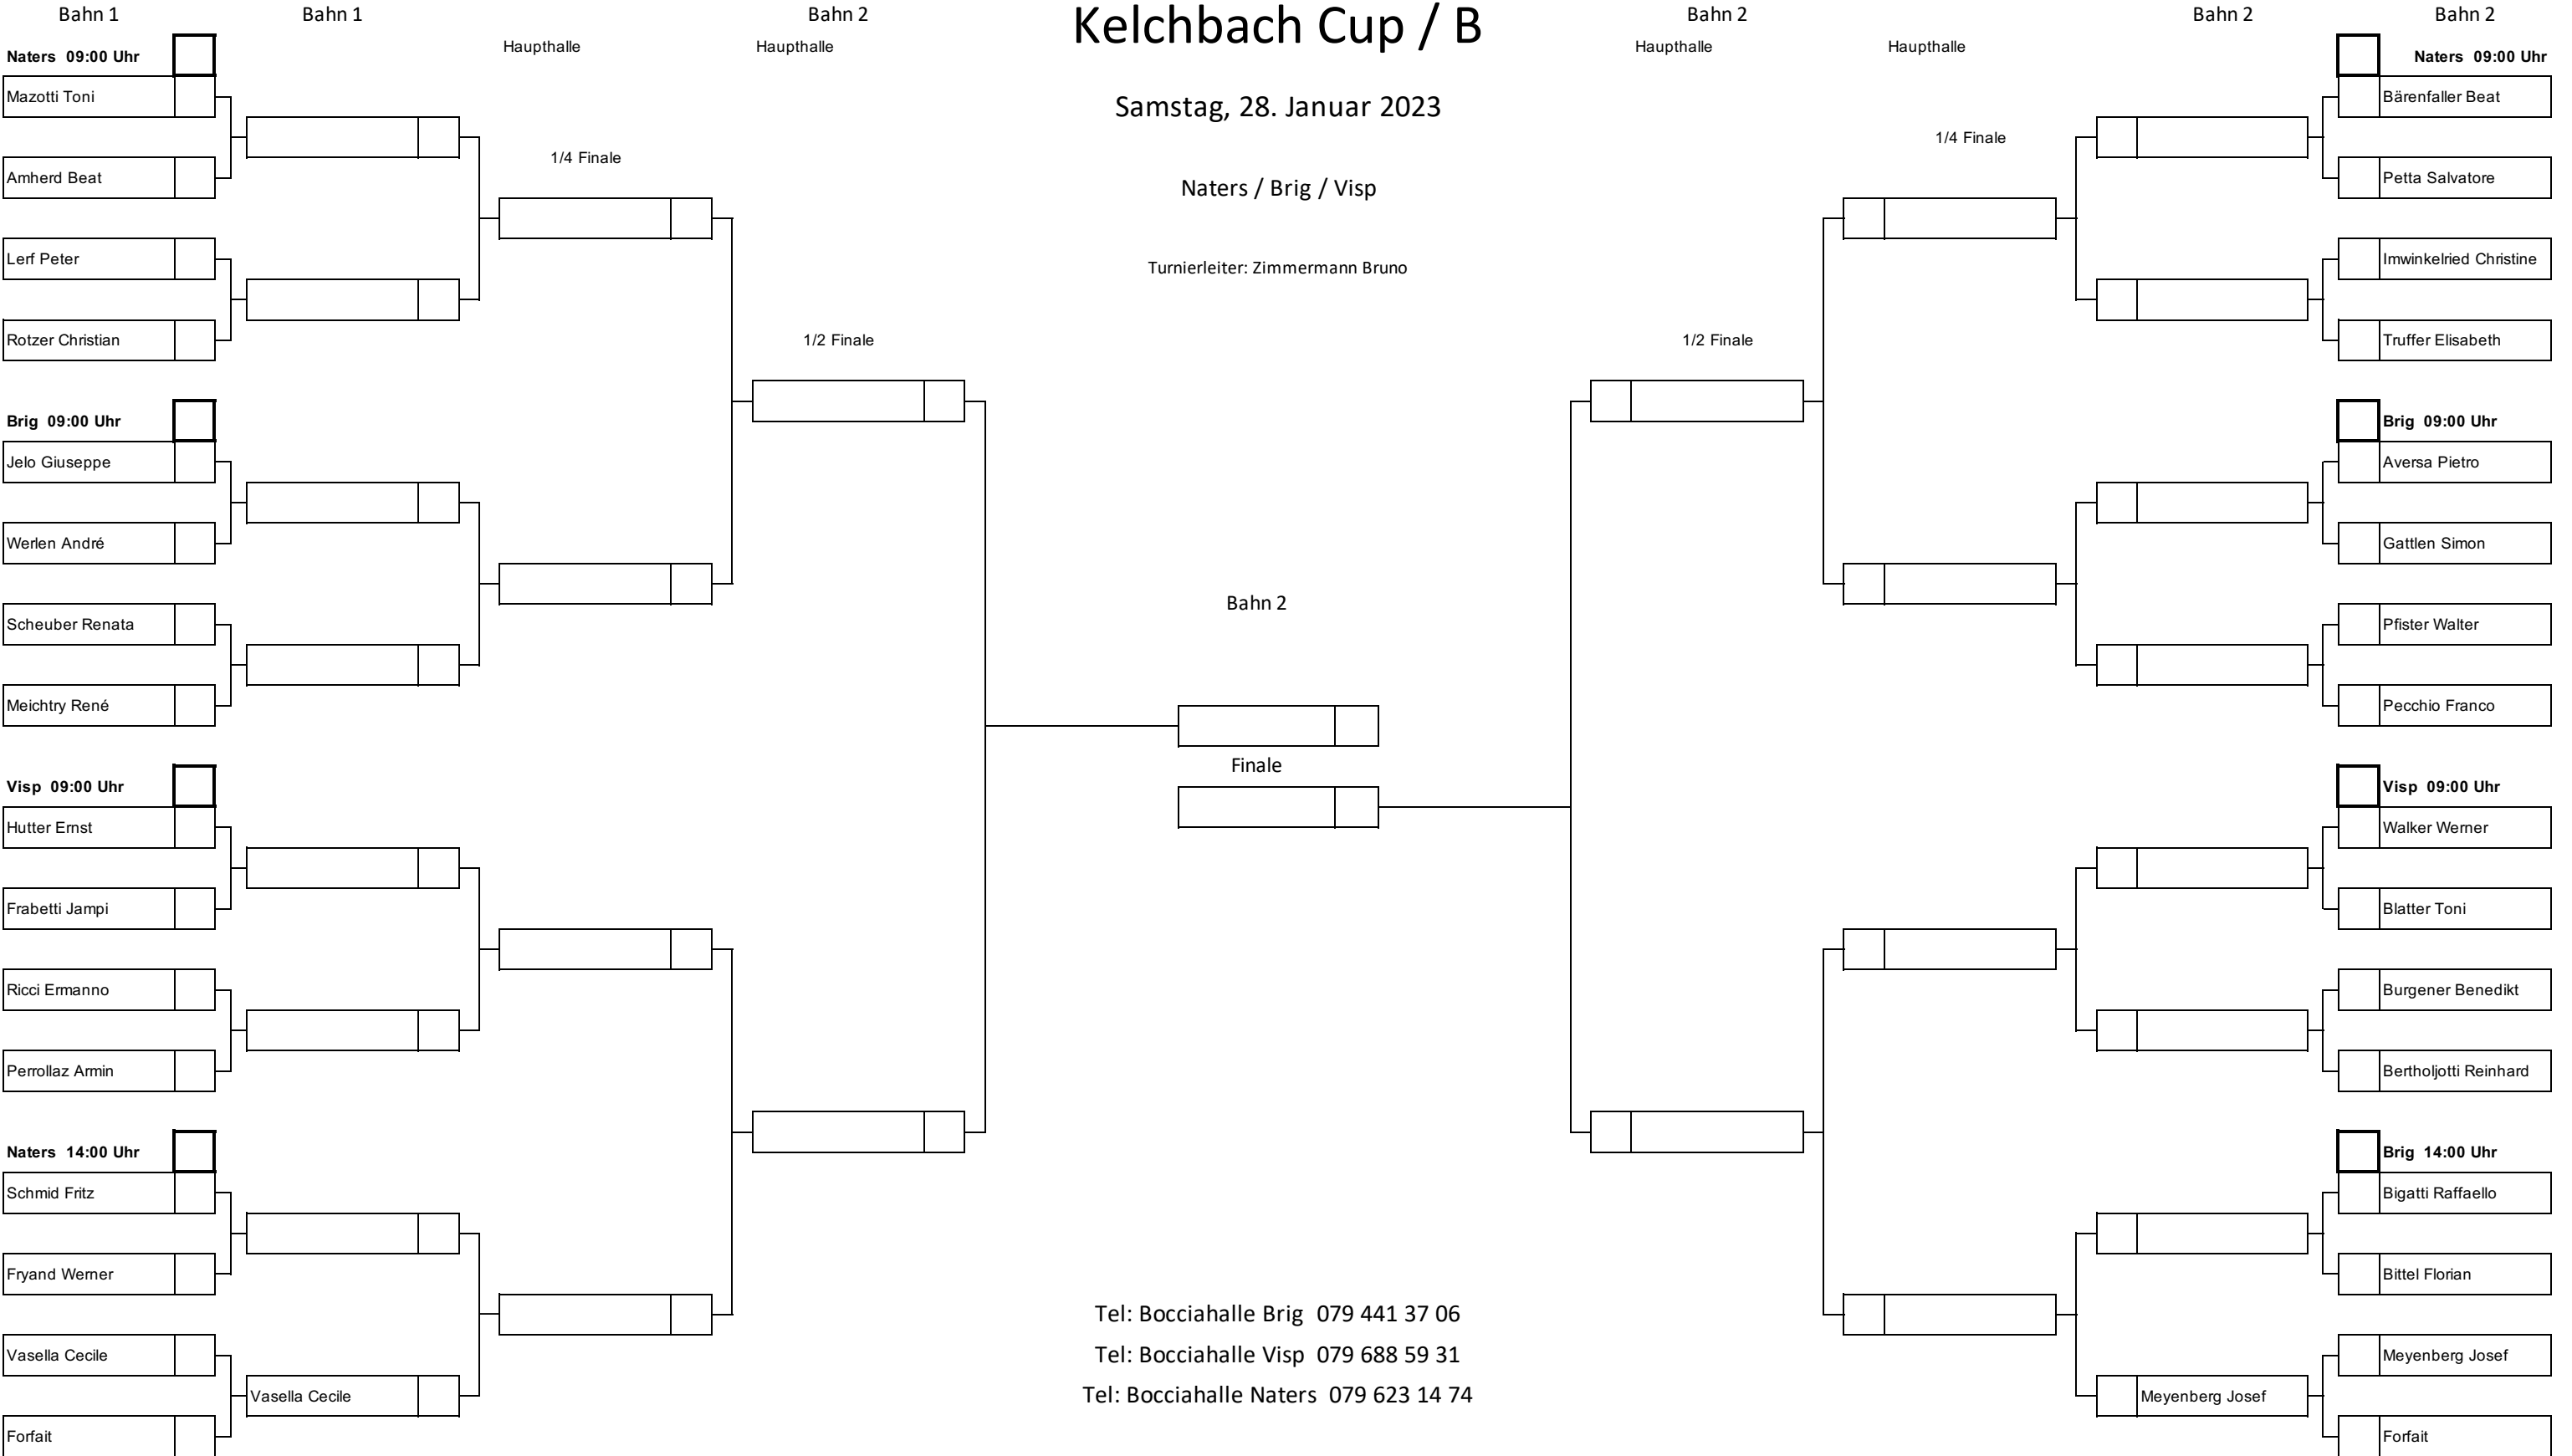 Bahn 1
Bahn 1
Bahn 2
Kelchbach Cup / B
Bahn 2
Bahn 2
Bahn 2
Haupthalle
Haupthalle
Haupthalle
Haupthalle
Naters 09:00 Uhr
Naters 09:00 Uhr
Mazotti Toni
Samstag, 28. Januar 2023
Bärenfaller Beat
1/4 Finale
1/4 Finale
Amherd Beat
Naters / Brig / Visp
Petta Salvatore
Lerf Peter
Turnierleiter: Zimmermann Bruno
Imwinkelried Christine
Rotzer Christian
1/2 Finale
1/2 Finale
Truffer Elisabeth
Brig 09:00 Uhr
Brig 09:00 Uhr
Jelo Giuseppe
Aversa Pietro
Werlen André
Gattlen Simon
Bahn 2
Scheuber Renata
Pfister Walter
Meichtry René
Pecchio Franco
Finale
Visp 09:00 Uhr
Visp 09:00 Uhr
Hutter Ernst
Walker Werner
Frabetti Jampi
Blatter Toni
Ricci Ermanno
Burgener Benedikt
Perrollaz Armin
Bertholjotti Reinhard
Naters 14:00 Uhr
Brig 14:00 Uhr
Schmid Fritz
Bigatti Raffaello
Fryand Werner
Bittel Florian
Tel: Bocciahalle Brig 079 441 37 06
Vasella Cecile
Tel: Bocciahalle Visp 079 688 59 31
Meyenberg Josef
Vasella Cecile
Tel: Bocciahalle Naters 079 623 14 74
Meyenberg Josef
Forfait
Forfait